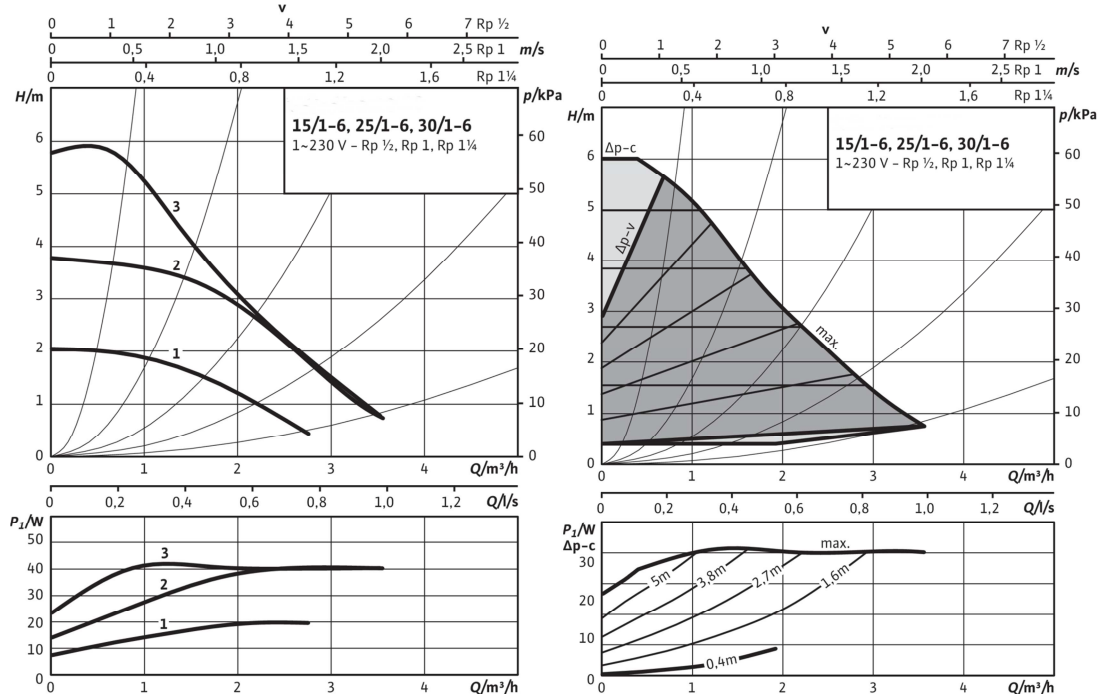 v
0 1 2 3 4 5 6 7 Rp ½
0 0,5 1,0 1,5 2,0 2,5 Rp 1 m/s
0 0,4 0,8 1,2 1,6 Rp 1¼
H/m
p/kPa
15/1–6, 25/1–6, 30/1–6
1~230 V – Rp ½, Rp 1, Rp 1¼
6
5
4
3
2
1
0
60
50
40
30
20
10
0
3
2
1
0 1 2 3 4 Q/m³/h
0 0,2 0,4 0,6 0,8 1,0 1,2 Q/l/s
P₁/W
50
40
30
20
10
0
3
2
1
0 1 2 3 4 Q/m³/h
v
0 1 2 3 4 5 6 7 Rp ½
0 0,5 1,0 1,5 2,0 2,5 Rp 1 m/s
0 0,4 0,8 1,2 1,6 Rp 1¼
H/m
p/kPa
15/1–6, 25/1–6, 30/1–6
1~230 V – Rp ½, Rp 1, Rp 1¼
Δp–c
Δp–v
max.
6
5
4
3
2
1
0
60
50
40
30
20
10
0
0 1 2 3 4 Q/m³/h
0 0,2 0,4 0,6 0,8 1,0 1,2 Q/l/s
P₁/W
Δp–c
30
20
10
0
max.
5m
3,8m
2,7m
1,6m
0,4m
0 1 2 3 4 Q/m³/h